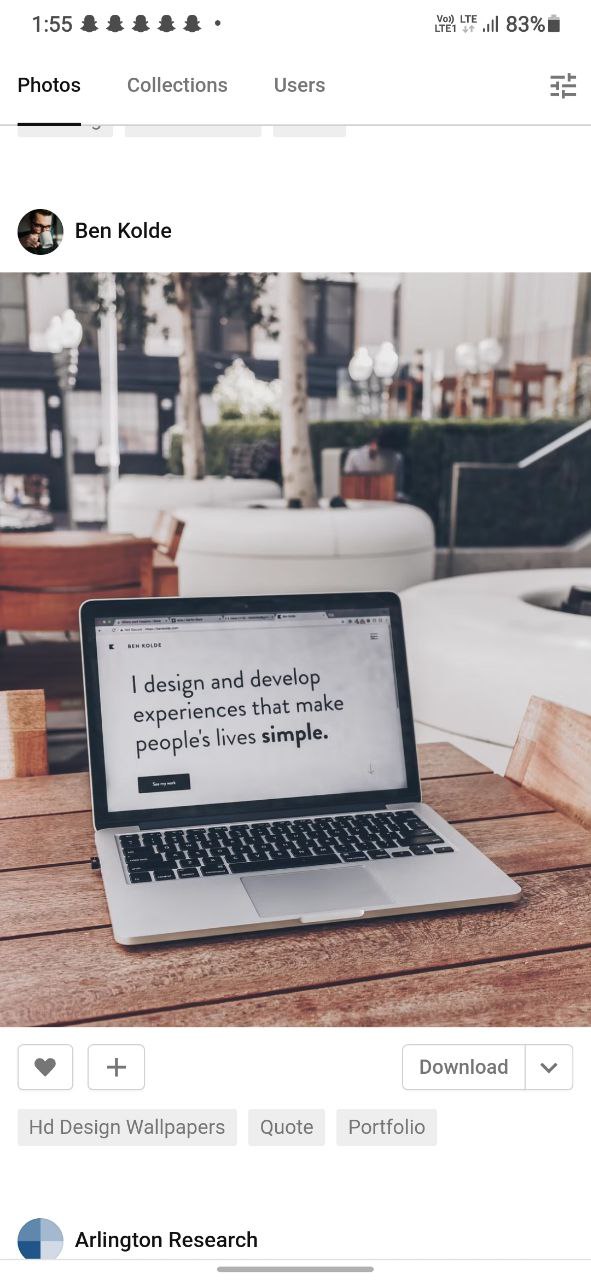 1:55
Vo)) LTE
LTE1
83%
Photos Collections Users
Ben Kolde
BEN KOLDE
I design and develop
experiences that make
people's lives simple.
See my work
Download
Hd Design Wallpapers Quote Portfolio
Arlington Research